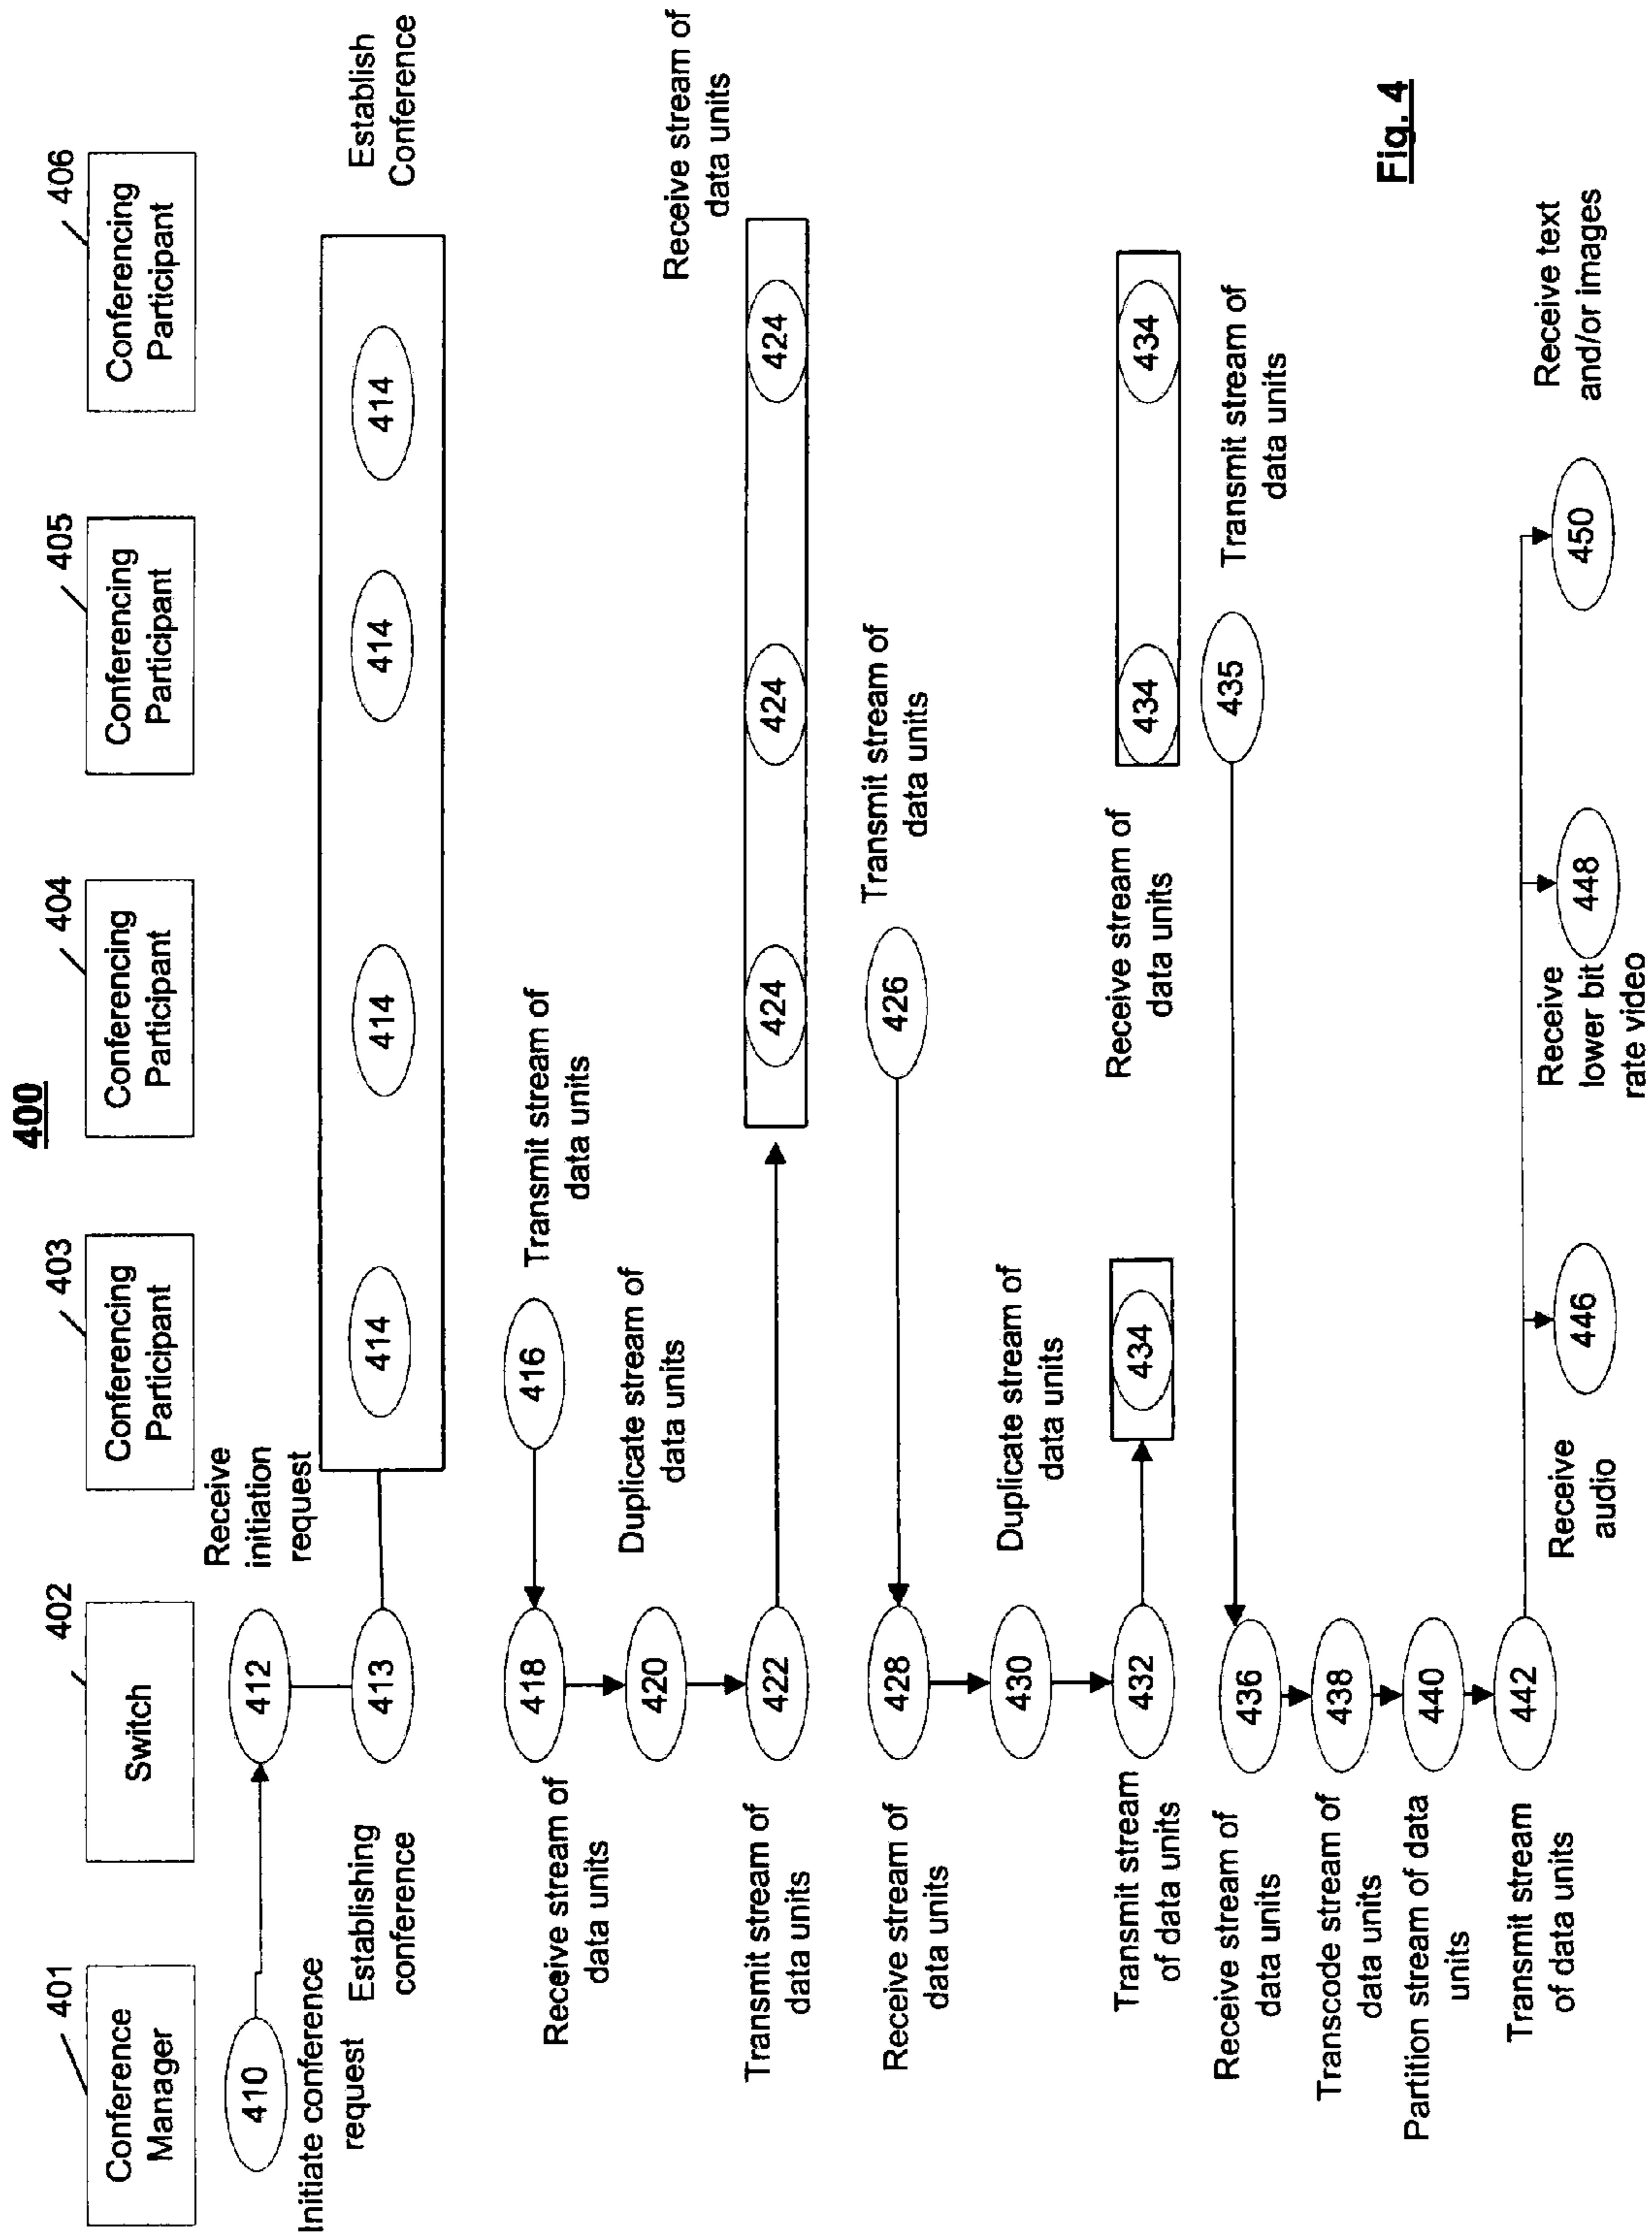 400
401
402
403
404
405
406
Conference
Manager
Switch
Conferencing
Participant
Conferencing
Participant
Conferencing
Participant
Conferencing
Participant
410
Initiate conference
request
412
Receive
initiation
request
413
Establishing
conference
414
414
414
414
Establish
Conference
416
Transmit stream of
data units
418
Receive stream of
data units
420
Duplicate stream of
data units
422
Transmit stream of
data units
424
424
424
Receive stream of
data units
426
Transmit stream of
data units
428
Receive stream of
data units
430
Duplicate stream of
data units
432
Transmit stream
of data units
434
Receive stream of
data units
434
434
435
Transmit stream of
data units
436
Receive stream of
data units
438
Transcode stream of
data units
440
Partition stream of data
units
442
Transmit stream
of data units
446
Receive
audio
448
Receive
lower bit
rate video
450
Receive text
and/or images
Fig. 4